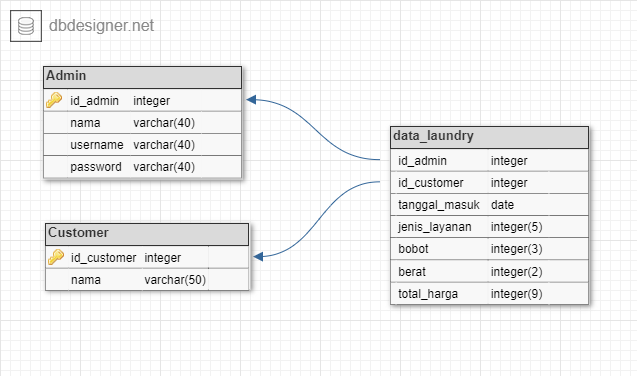 dbdesigner.net
Admin
id_admin integer
nama varchar(40)
username varchar(40)
password varchar(40)
data_laundry
id_admin integer
id_customer integer
tanggal_masuk date
jenis_layanan integer(5)
bobot integer(3)
berat integer(2)
total_harga integer(9)
Customer
id_customer integer
nama varchar(50)